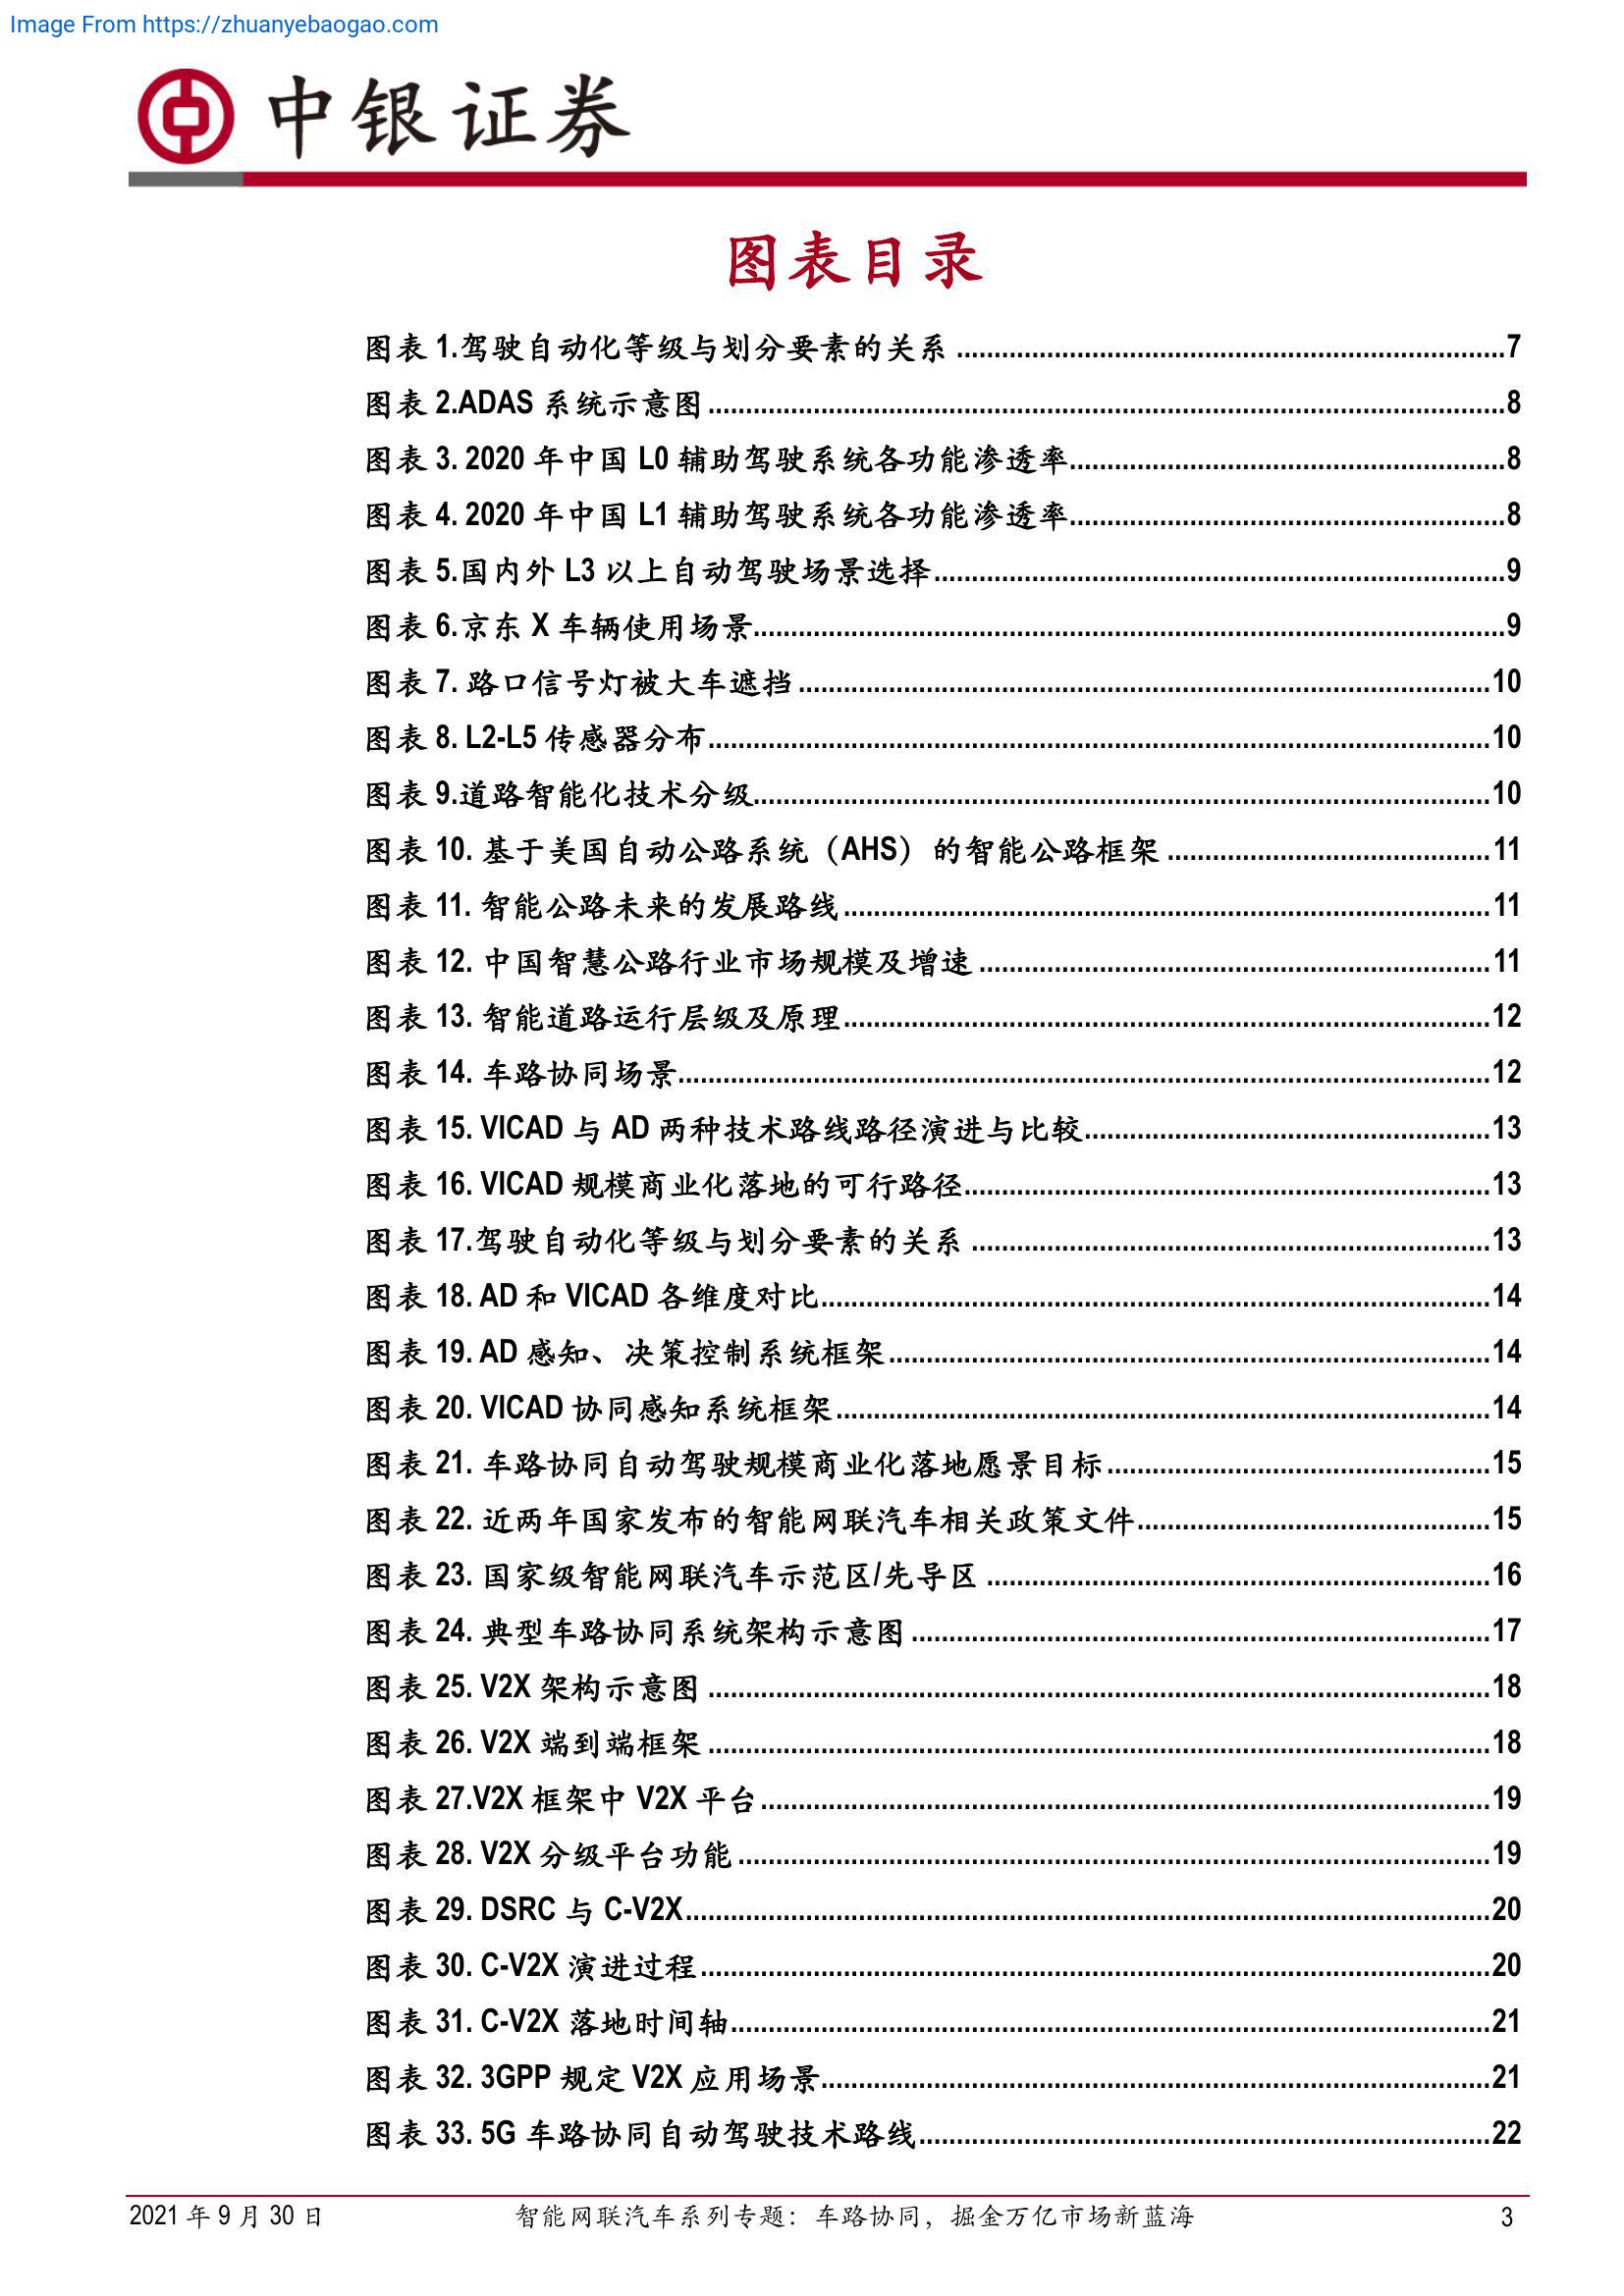 Image From https://zhuanyebaogao.com
中银证券
图表目录
图表 1.驾驶自动化等级与划分要素的关系 ........................................................................7
图表 2.ADAS 系统示意图 ........................................................................8
图表 3. 2020 年中国 L0 辅助驾驶系统各功能渗透率........................................................................8
图表 4. 2020 年中国 L1 辅助驾驶系统各功能渗透率........................................................................8
图表 5.国内外 L3 以上自动驾驶场景选择........................................................................9
图表 6.京东 X 车辆使用场景........................................................................9
图表 7. 路口信号灯被大车遮挡 ........................................................................10
图表 8. L2-L5 传感器分布........................................................................10
图表 9.道路智能化技术分级........................................................................10
图表 10. 基于美国自动公路系统（AHS）的智能公路框架 ........................................................................11
图表 11. 智能公路未来的发展路线 ........................................................................11
图表 12. 中国智慧公路行业市场规模及增速 ........................................................................11
图表 13. 智能道路运行层级及原理........................................................................12
图表 14. 车路协同场景........................................................................12
图表 15. VICAD 与 AD 两种技术路线路径演进与比较........................................................................13
图表 16. VICAD 规模商业化落地的可行路径........................................................................13
图表 17.驾驶自动化等级与划分要素的关系 ........................................................................13
图表 18. AD 和 VICAD 各维度对比........................................................................14
图表 19. AD 感知、决策控制系统框架........................................................................14
图表 20. VICAD 协同感知系统框架........................................................................14
图表 21. 车路协同自动驾驶规模商业化落地愿景目标........................................................................15
图表 22. 近两年国家发布的智能网联汽车相关政策文件........................................................................15
图表 23. 国家级智能网联汽车示范区/先导区 ........................................................................16
图表 24. 典型车路协同系统架构示意图 ........................................................................17
图表 25. V2X 架构示意图 ........................................................................18
图表 26. V2X 端到端框架 ........................................................................18
图表 27.V2X 框架中 V2X 平台........................................................................19
图表 28. V2X 分级平台功能 ........................................................................19
图表 29. DSRC 与 C-V2X........................................................................20
图表 30. C-V2X 演进过程........................................................................20
图表 31. C-V2X 落地时间轴........................................................................21
图表 32. 3GPP 规定 V2X 应用场景........................................................................21
图表 33. 5G 车路协同自动驾驶技术路线........................................................................22
2021 年 9 月 30 日 智能网联汽车系列专题：车路协同，掘金万亿市场新蓝海 3